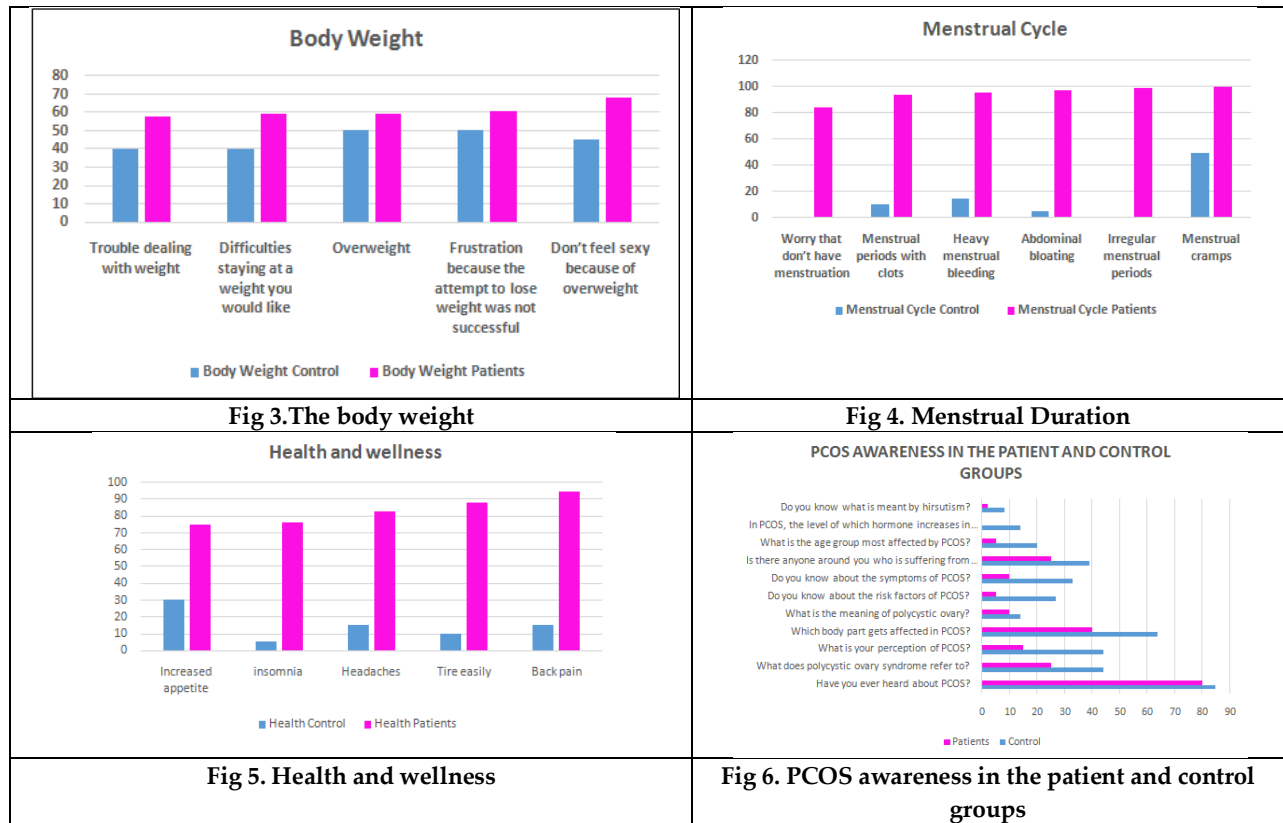 Body Weight
80
70
60
50
40
30
20
10
0
Trouble dealing
with weight
Difficulties
staying at a
weight you
would like
Overweight
Frustration
because the
attempt to lose
weight was not
successful
Don't feel sexy
because of
overweight
Body Weight Control
Body Weight Patients
Fig 3.The body weight
Menstrual Cycle
120
100
80
60
40
20
0
Worry that
don't have
menstruation
Menstrual
periods with
clots
Heavy
menstrual
bleeding
Abdominal
bloating
Irregular
menstrual
periods
Menstrual
cramps
Menstrual Cycle Control
Menstrual Cycle Patients
Fig 4. Menstrual Duration
Health and wellness
100
90
80
70
60
50
40
30
20
10
0
Increased
appetite
insomnia
Headaches
Tire easily
Back pain
Health Control
Health Patients
Fig 5. Health and wellness
PCOS AWARENESS IN THE PATIENT AND CONTROL
GROUPS
Do you know what is meant by hirsutism?
In PCOS, the level of which hormone increases in...
What is the age group most affected by PCOS?
Is there anyone around you who is suffering from ...
Do you know about the symptoms of PCOS?
Do you know about the risk factors of PCOS?
What is the meaning of polycystic ovary?
Which body part gets affected in PCOS?
What is your perception of PCOS?
What does polycystic ovary syndrome refer to?
Have you ever heard about PCOS?
0 10 20 30 40 50 60 70 80 90
Patients Control
Fig 6. PCOS awareness in the patient and control
groups